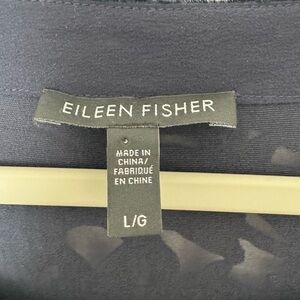 EILEEN FISHER
MADE IN
CHINA/
FABRIQUÉ
EN CHINE
L/G